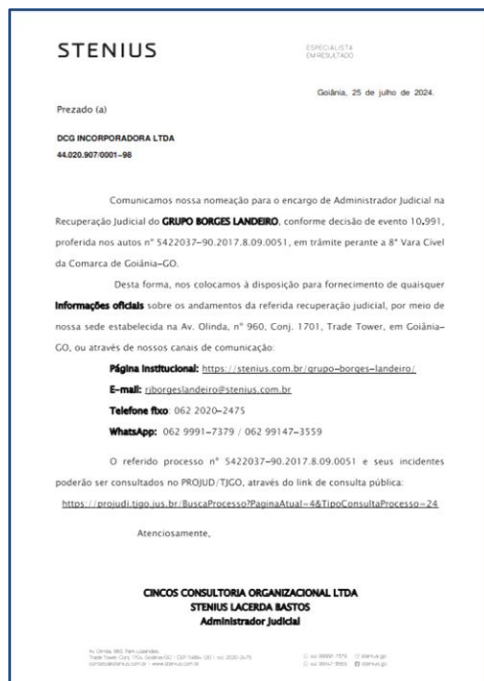 STENIUS
ESPECIALISTA
EM RESULTADO
Goiânia, 25 de julho de 2024.
Prezado (a)
DCG INCORPORADORA LTDA
44.020.907/0001-98
Comunicamos nossa nomeação para o encargo de Administrador Judicial na
Recuperação Judicial do GRUPO BORGES LANDEIRO, conforme decisão de evento 10.991,
proferida nos autos n° 5422037-90.2017.8.09.0051, em trâmite perante a 8° Vara Cível
da Comarca de Goiânia-GO.
Desta forma, nos colocamos à disposição para fornecimento de quaisquer
informações oficiais sobre os andamentos da referida recuperação judicial, por meio de
nossa sede estabelecida na Av. Olinda, n° 960, Conj. 1701, Trade Tower, em Goiânia-
GO, ou através de nossos canais de comunicação:
Página Institucional: https://stenius.com.br/grupo-borges-landeiro/
E-mail: rjborgeslandeiro@stenius.com.br
Telefone fixo: 062 2020-2475
WhatsApp: 062 9991-7379 / 062 99147-3559
O referido processo n° 5422037-90.2017.8.09.0051 e seus incidentes
poderão ser consultados no PROJUD/TJGO, através do link de consulta pública:
https://projudi.tjgo.jus.br/BuscaProcesso?PaginaAtual=4&TipoConsultaProcesso=24
Atenciosamente,
CINCOS CONSULTORIA ORGANIZACIONAL LTDA
STENIUS LACERDA BASTOS
Administrador Judicial